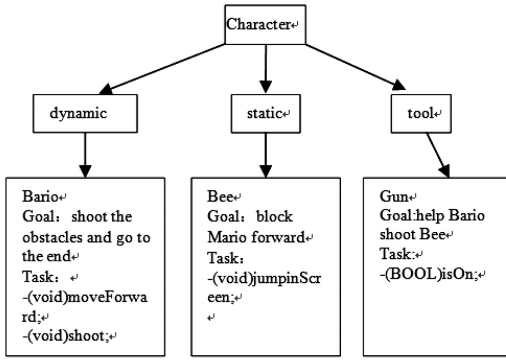 Character
dynamic
static
tool
Bario
Goal：shoot the
obstacles and go to
the end
Task：
-(void)moveForwa
rd;
-(void)shoot;
Bee
Goal：block
Mario forward
Task：
-(void)jumpinScr
een;
Gun
Goal:help Bario
shoot Bee
Task:
-(BOOL)isOn;